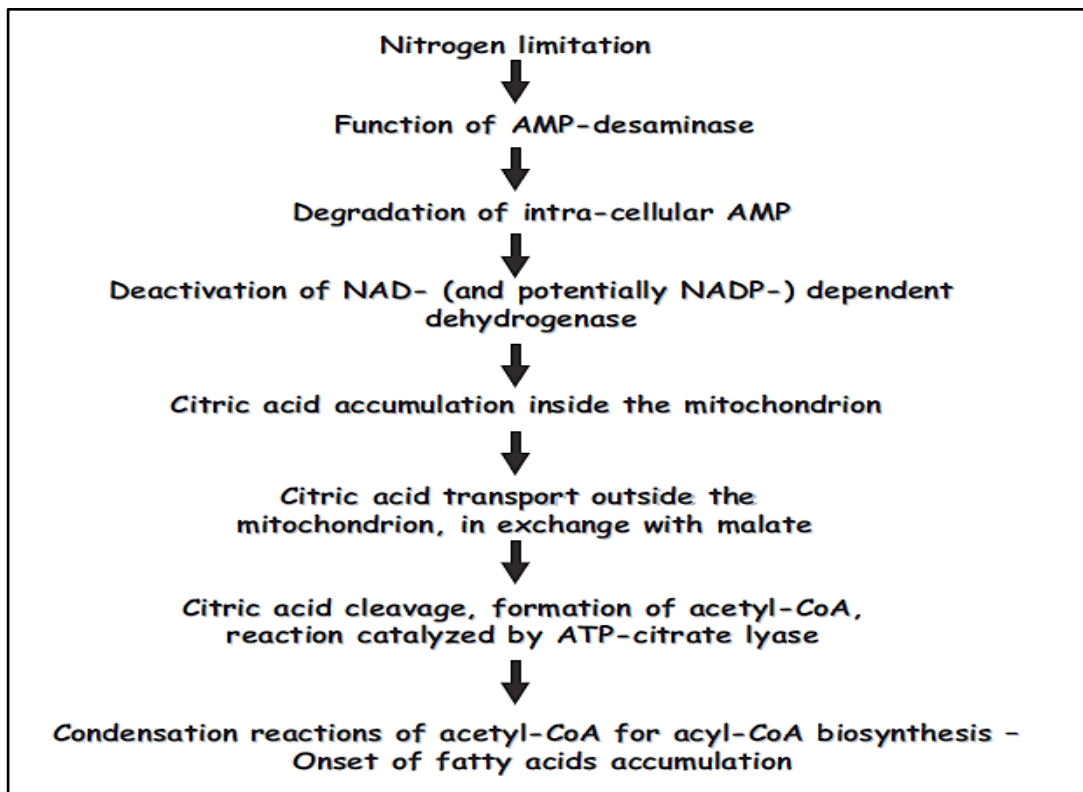 Nitrogen limitation
Function of AMP-desaminase
Degradation of intra-cellular AMP
Deactivation of NAD- (and potentially NADP-) dependent
dehydrogenase
Citric acid accumulation inside the mitochondrion
Citric acid transport outside the
mitochondrion, in exchange with malate
Citric acid cleavage, formation of acetyl-CoA,
reaction catalyzed by ATP-citrate lyase
Condensation reactions of acetyl-CoA for acyl-CoA biosynthesis –
Onset of fatty acids accumulation